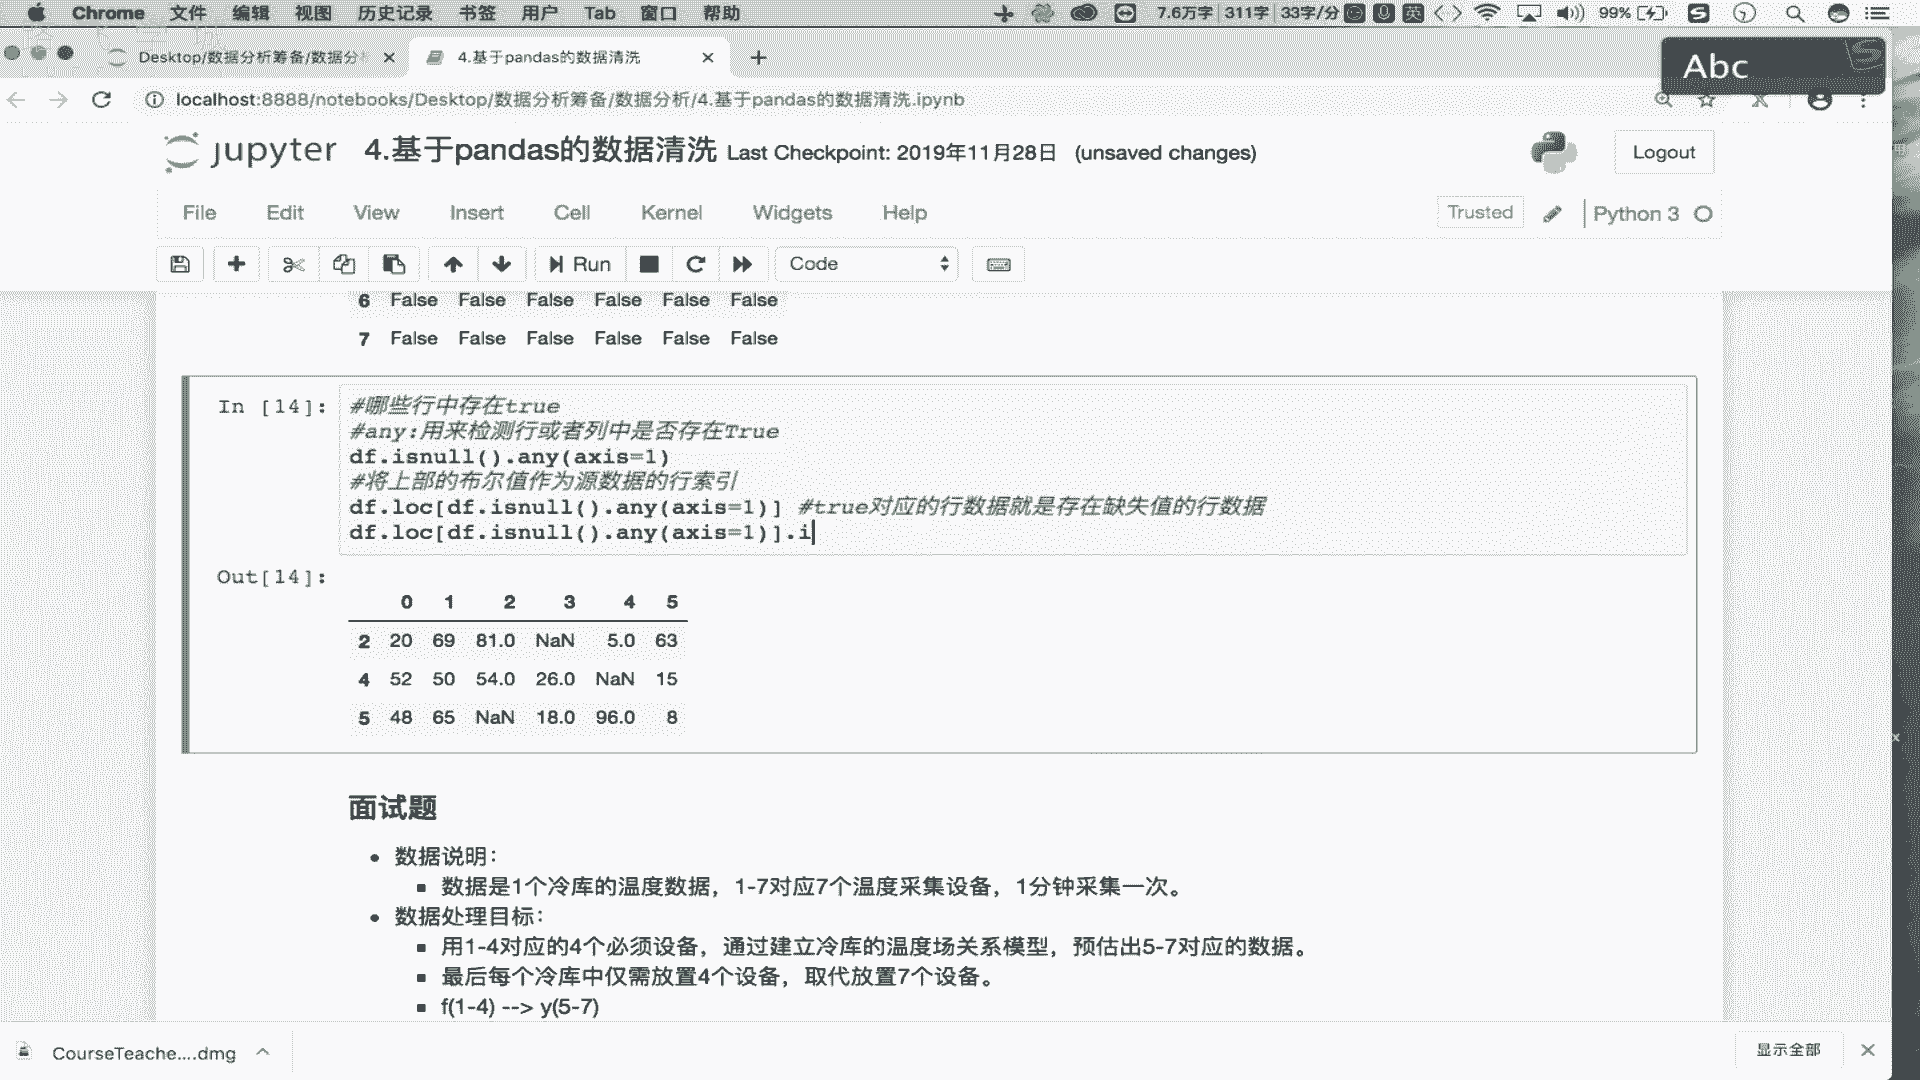 Chrome 文件 编辑 视图 历史记录 书签 用户 Tab 窗口 帮助 7.6万字 311字 33字/分 英 99%
Desktop/数据分析筹备/数据分 4.基于pandas的数据清洗
Abc
localhost:8888/notebooks/Desktop/数据分析筹备/数据分析/4.基于pandas的数据清洗.ipynb
jupyter 4.基于pandas的数据清洗 Last Checkpoint: 2019年11月28日 (unsaved changes)
Logout
File Edit View Insert Cell Kernel Widgets Help Trusted Python 3
Run Code
6 False False False False False False
7 False False False False False False
In [14]: #哪些行中存在true
#any:用来检测行或者列中是否存在True
df.isnull().any(axis=1)
#将上部的布尔值作为源数据的行索引
df.loc[df.isnull().any(axis=1)] #true对应的行数据就是存在缺失值的行数据
df.loc[df.isnull().any(axis=1)].i
Out[14]:
0 1 2 3 4 5
2 20 69 81.0 NaN 5.0 63
4 52 50 54.0 26.0 NaN 15
5 48 65 NaN 18.0 96.0 8
面试题
数据说明：
数据是1个冷库的温度数据，1-7对应7个温度采集设备，1分钟采集一次。
数据处理目标：
用1-4对应的4个必须设备，通过建立冷库的温度场关系模型，预估出5-7对应的数据。
最后每个冷库中仅需放置4个设备，取代放置7个设备。
f(1-4) --> y(5-7)
CourseTeache....dmg 显示全部